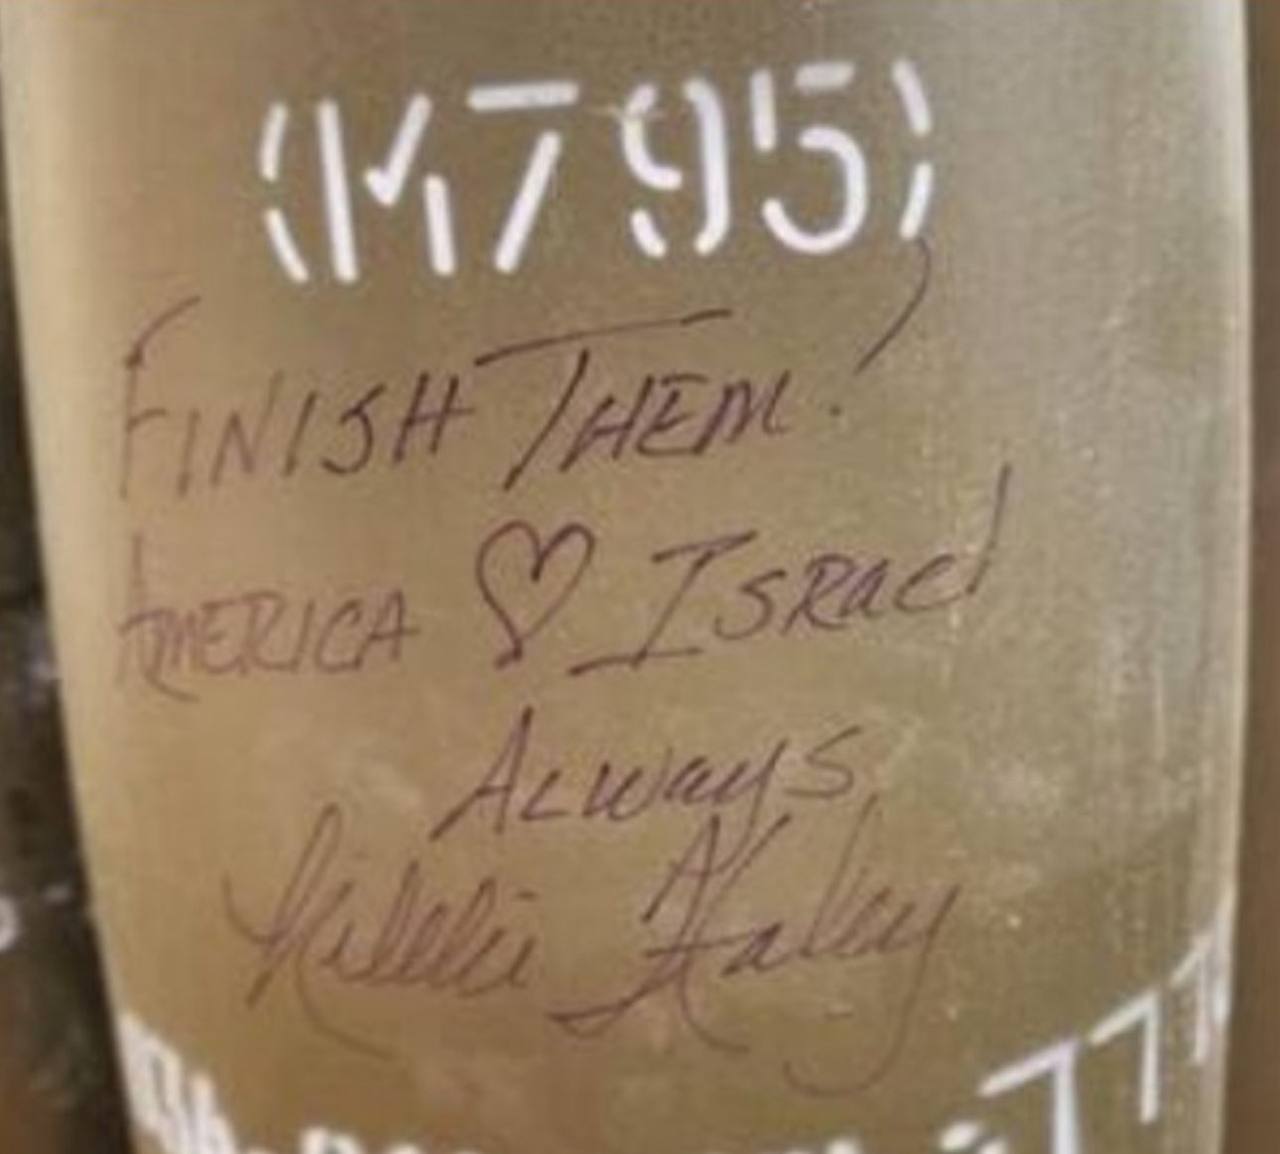 (M795)
FINISH THEM!
AMERICA ♡ ISRAEL
ALWAYS
Nikki Haley